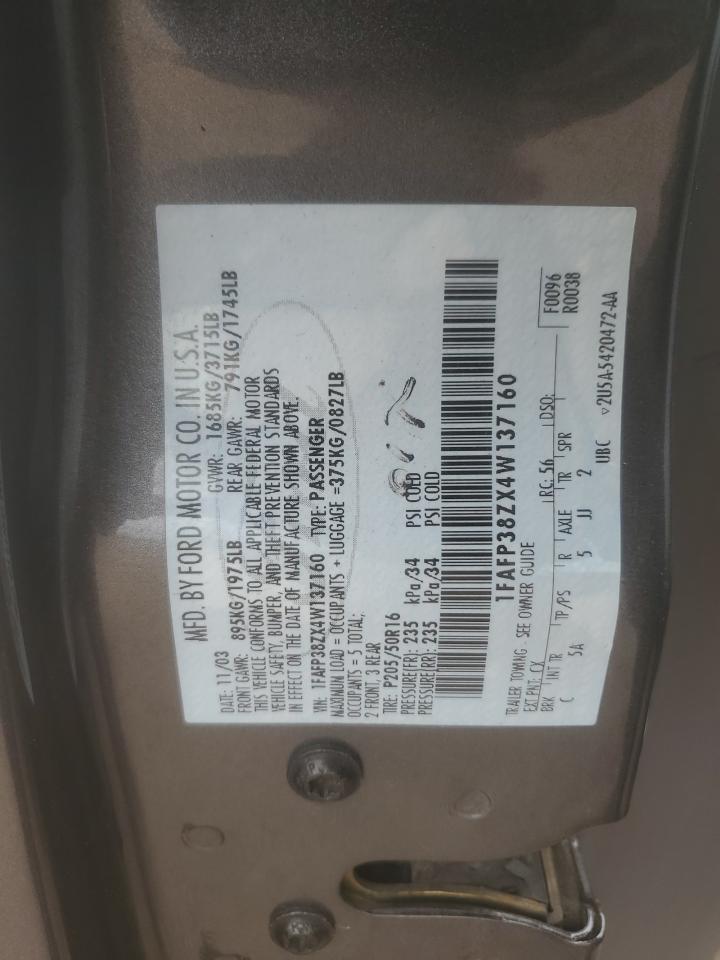 MFD. BY FORD MOTOR CO. IN U.S.A.
DATE: 11/03 GVWR: 1685KG/3715LB
FRONT GAWR: 895KG/1975LB REAR GAWR: 791KG/1745LB
THIS VEHICLE CONFORMS TO ALL APPLICABLE FEDERAL MOTOR
VEHICLE SAFETY, BUMPER, AND THEFT PREVENTION STANDARDS
IN EFFECT ON THE DATE OF MANUFACTURE SHOWN ABOVE.
VIN: 1FAFP38ZX4W137160 TYPE: PASSENGER
MAXIMUM LOAD = OCCUPANTS + LUGGAGE =375KG/0827LB
OCCUPANTS = 5 TOTAL;
2 FRONT, 3 REAR
TIRE: P205/50R16
PRESSURE(FR): 235 kPa/34 PSI COLD
PRESSURE(RR): 235 kPa/34 PSI COLD
1FAFP38ZX4W137160
TRAILER TOWING - SEE OWNER GUIDE F0096
EXT PNT: CX RC: 56 DSO: R0038
BRK INT TR TP/PS R AXLE TR SPR
C 5A 5 JJ 2
UBC v2U5A-5420472-AA